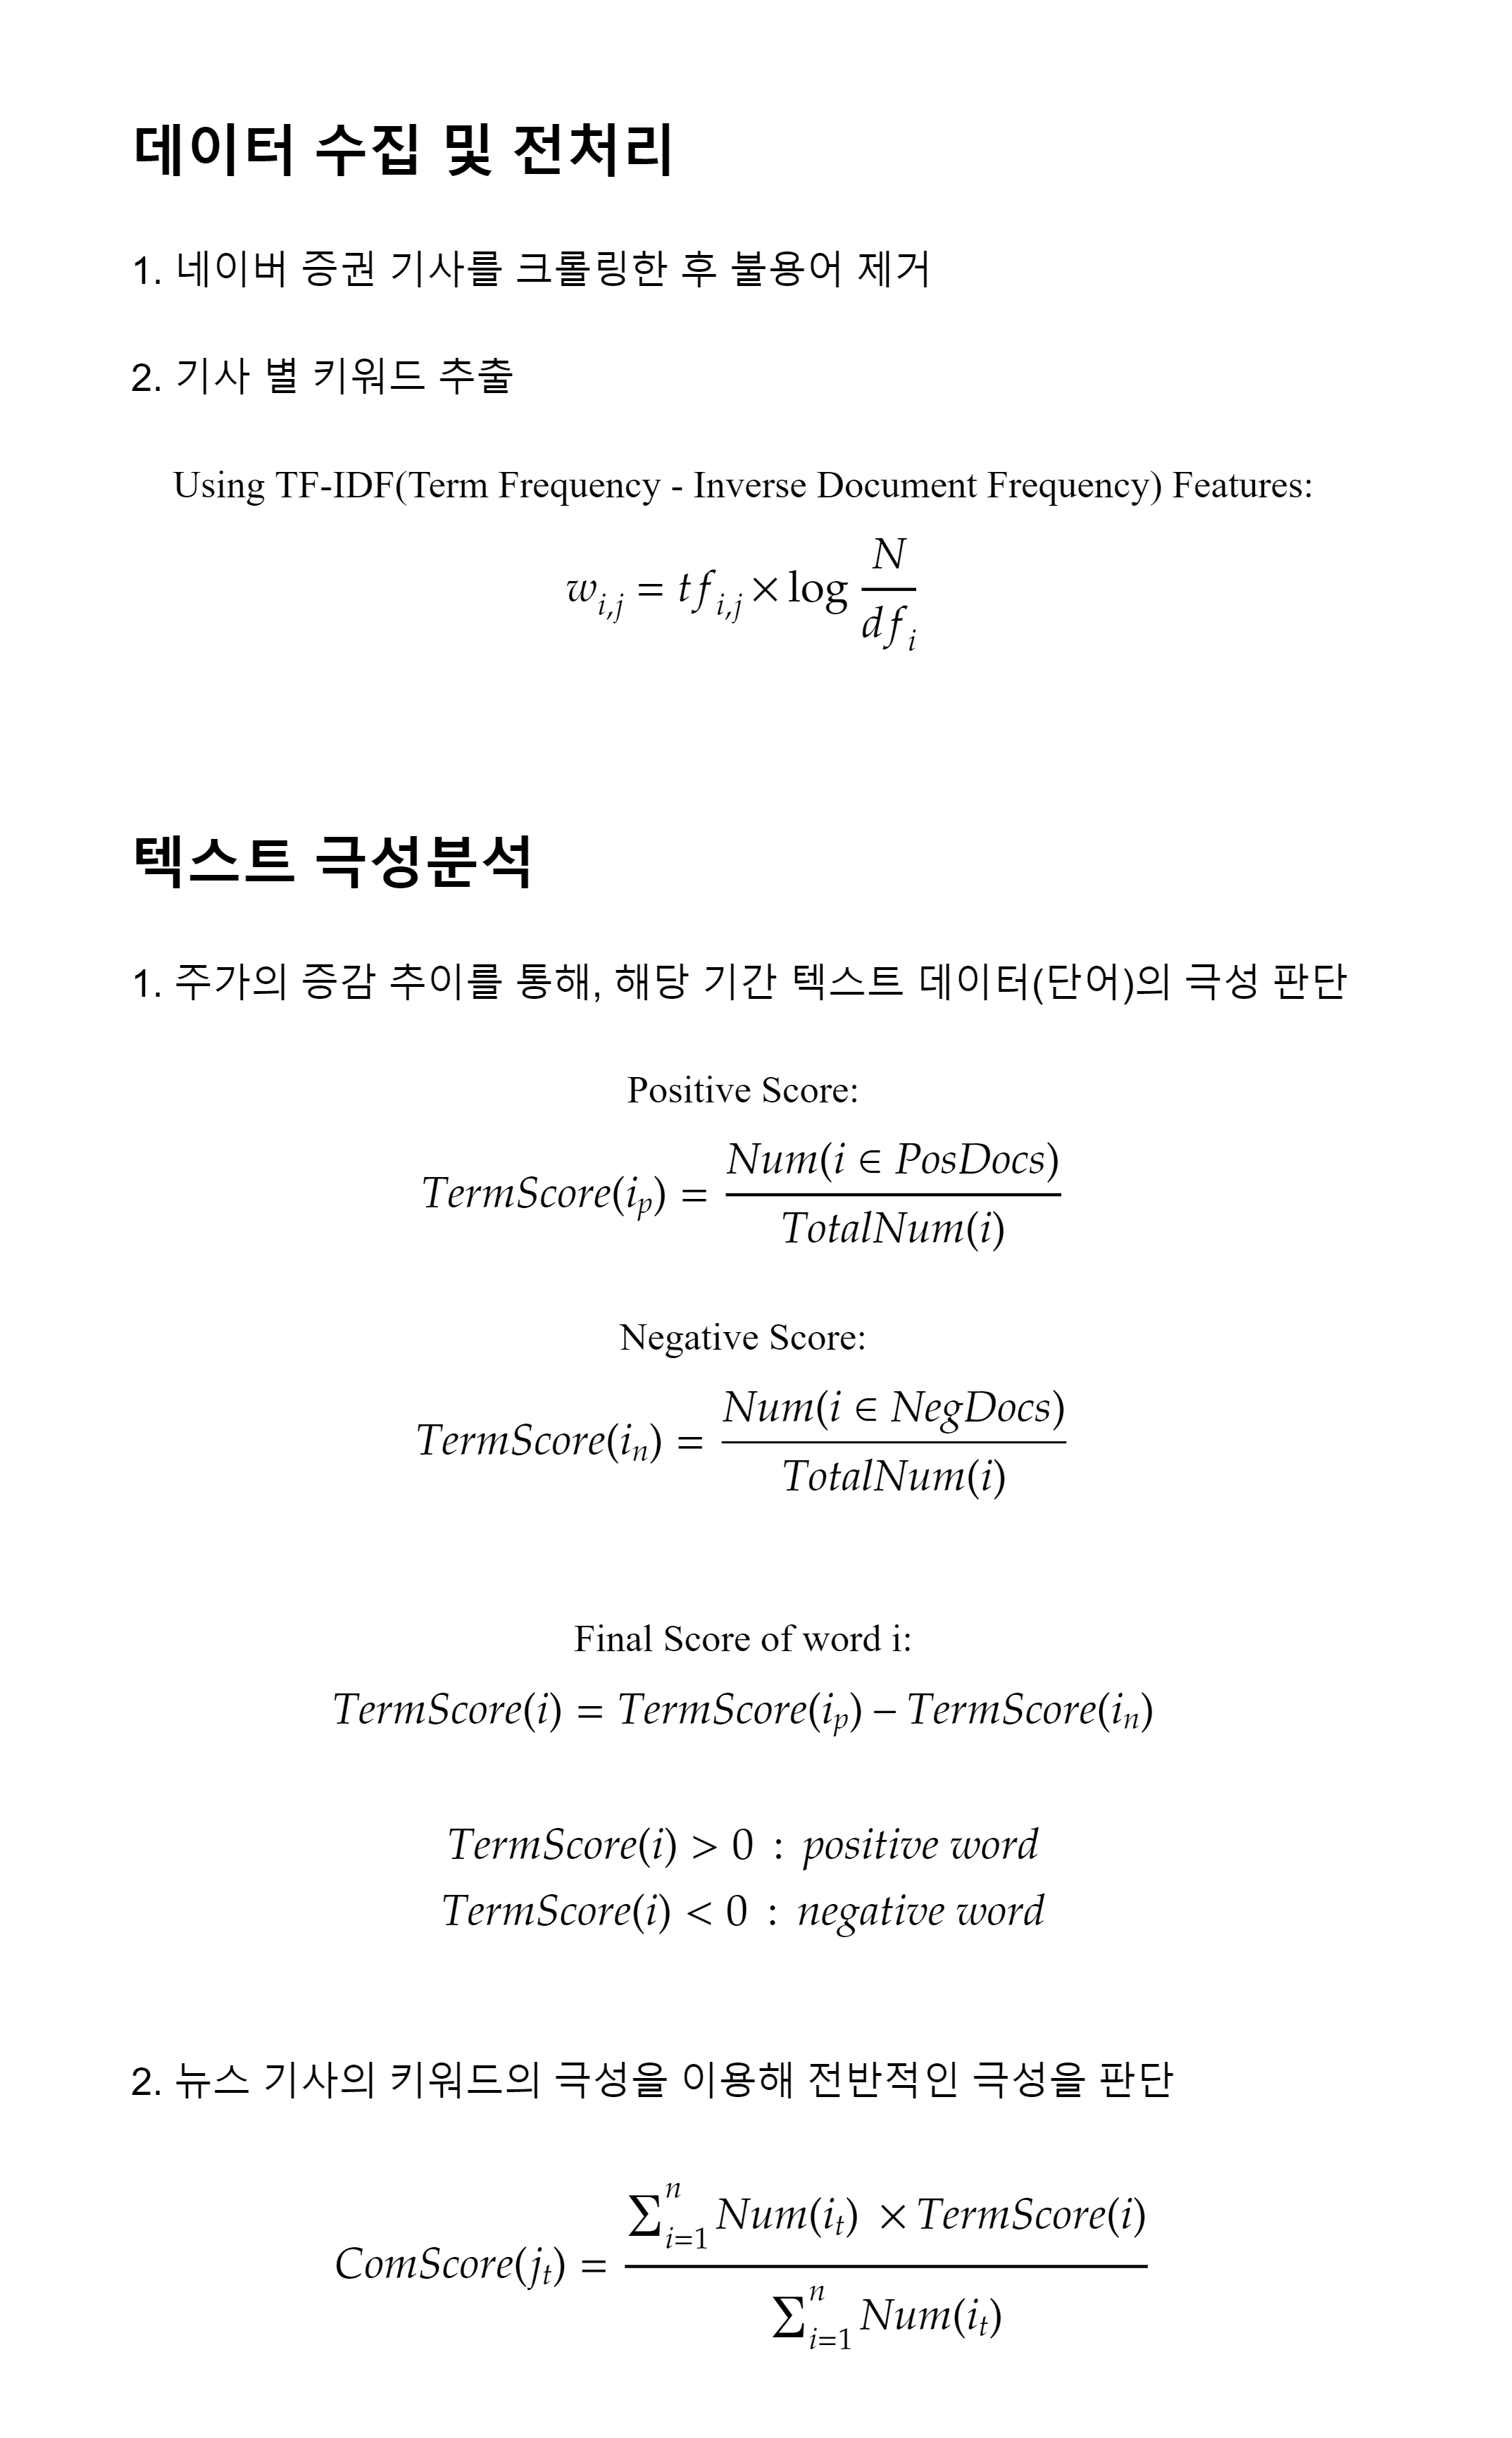 데이터 수집 및 전처리
1. 네이버 증권 기사를 크롤링한 후 불용어 제거
2. 기사 별 키워드 추출
Using TF-IDF(Term Frequency - Inverse Document Frequency) Features:
w_{i,j} = tf_{i,j} × log \frac{N}{df_i}
텍스트 극성분석
1. 주가의 증감 추이를 통해, 해당 기간 텍스트 데이터(단어)의 극성 판단
Positive Score:
TermScore(i_p) = \frac{Num(i ∈ PosDocs)}{TotalNum(i)}
Negative Score:
TermScore(i_n) = \frac{Num(i ∈ NegDocs)}{TotalNum(i)}
Final Score of word i:
TermScore(i) = TermScore(i_p) − TermScore(i_n)
TermScore(i) > 0 : positive word
TermScore(i) < 0 : negative word
2. 뉴스 기사의 키워드의 극성을 이용해 전반적인 극성을 판단
ComScore(j_t) = \frac{∑_{i=1}^{n} Num(i_t) × TermScore(i)}{∑_{i=1}^{n} Num(i_t)}